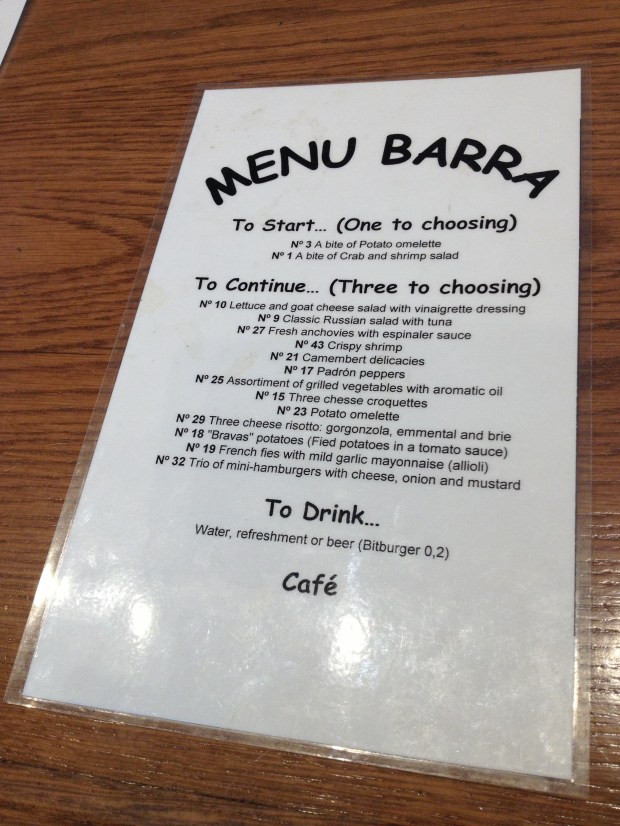 MENU BARRA
To Start... (One to choosing)
Nº 3 A bite of Potato omelette
Nº 1 A bite of Crab and shrimp salad
To Continue... (Three to choosing)
Nº 10 Lettuce and goat cheese salad with vinaigrette dressing
Nº 9 Classic Russian salad with tuna
Nº 27 Fresh anchovies with espinaler sauce
Nº 43 Crispy shrimp
Nº 21 Camembert delicacies
Nº 17 Padrón peppers
Nº 25 Assortment of grilled vegetables with aromatic oil
Nº 15 Three chesse croquettes
Nº 23 Potato omelette
Nº 29 Three cheese risotto: gorgonzola, emmental and brie
Nº 18 "Bravas" potatoes (Fied potatoes in a tomato sauce)
Nº 19 French fies with mild garlic mayonnaise (allioli)
Nº 32 Trio of mini-hamburgers with cheese, onion and mustard
To Drink...
Water, refreshment or beer (Bitburger 0,2)
Café